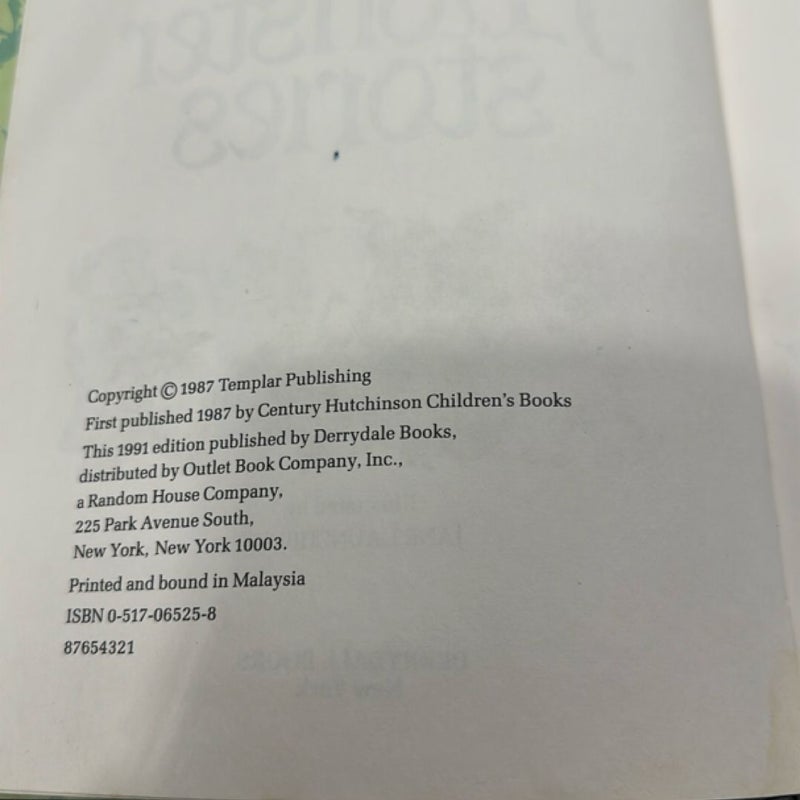 Copyright © 1987 Templar Publishing
First published 1987 by Century Hutchinson Children's Books
This 1991 edition published by Derrydale Books,
distributed by Outlet Book Company, Inc.,
a Random House Company,
225 Park Avenue South,
New York, New York 10003.
Printed and bound in Malaysia
ISBN 0-517-06525-8
87654321